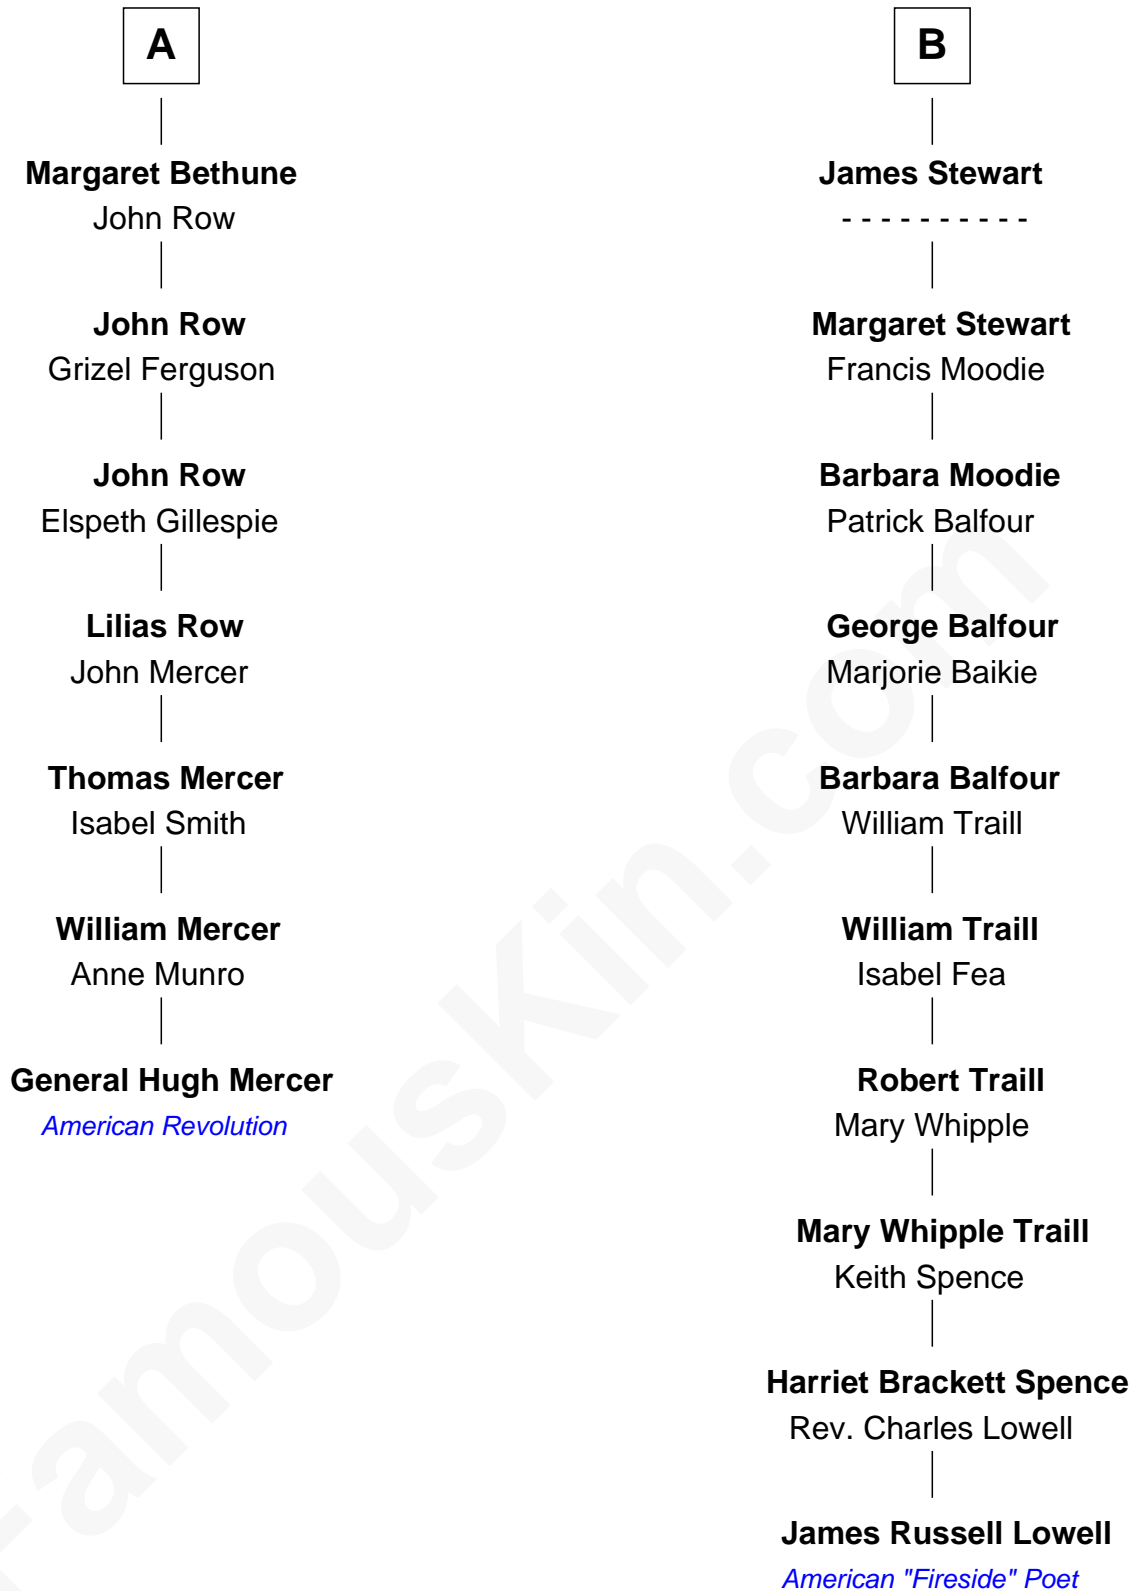 A
Margaret Bethune
John Row
John Row
Grizel Ferguson
John Row
Elspeth Gillespie
Lilias Row
John Mercer
Thomas Mercer
Isabel Smith
William Mercer
Anne Munro
General Hugh Mercer
American Revolution
B
James Stewart
- - - - - - - - - -
Margaret Stewart
Francis Moodie
Barbara Moodie
Patrick Balfour
George Balfour
Marjorie Baikie
Barbara Balfour
William Traill
William Traill
Isabel Fea
Robert Traill
Mary Whipple
Mary Whipple Traill
Keith Spence
Harriet Brackett Spence
Rev. Charles Lowell
James Russell Lowell
American "Fireside" Poet
FamousKin.com